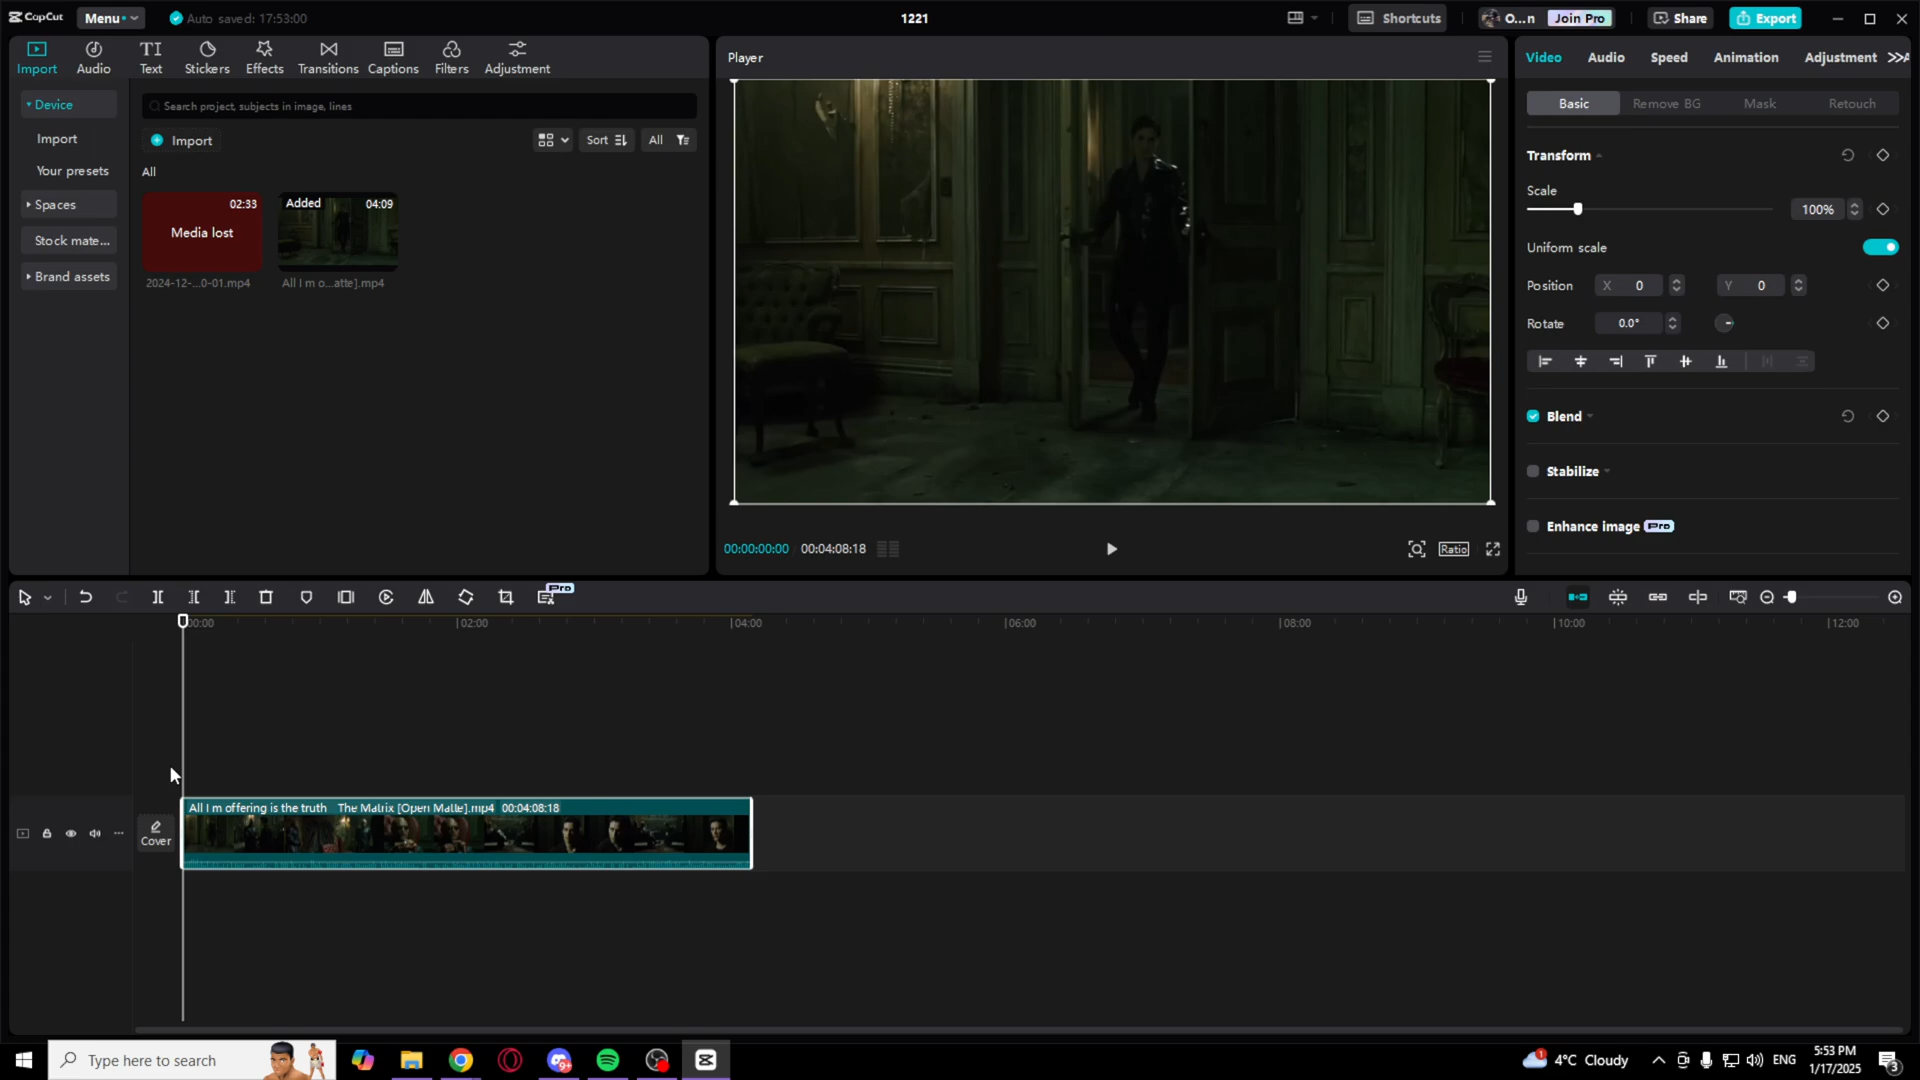 CapCut
Menu
Auto saved: 17:53:00
1221
Shortcuts
O...n
Join Pro
Share
Export
Import
Audio
Text
Stickers
Effects
Transitions
Captions
Filters
Adjustment
Player
Video
Audio
Speed
Animation
Adjustment
Device
Import
Your presets
Spaces
Stock mate...
Brand assets
Search project, subjects in image, lines
Import
Sort
All
All
02:33
Media lost
2024-12-...0-01.mp4
Added
04:09
All I m o...atte].mp4
00:00:00:00
00:04:08:18
Ratio
Basic
Remove BG
Mask
Retouch
Transform
Scale
100%
Uniform scale
Position
X 0
Y 0
Rotate
0.0°
Blend
Stabilize
Enhance image Pro
Pro
00:00
02:00
04:00
06:00
08:00
10:00
12:00
Cover
All I m offering is the truth The Matrix [Open Matte].mp4 00:04:08:18
Type here to search
9+
1
4°C Cloudy
ENG
5:53 PM
1/17/2025
3